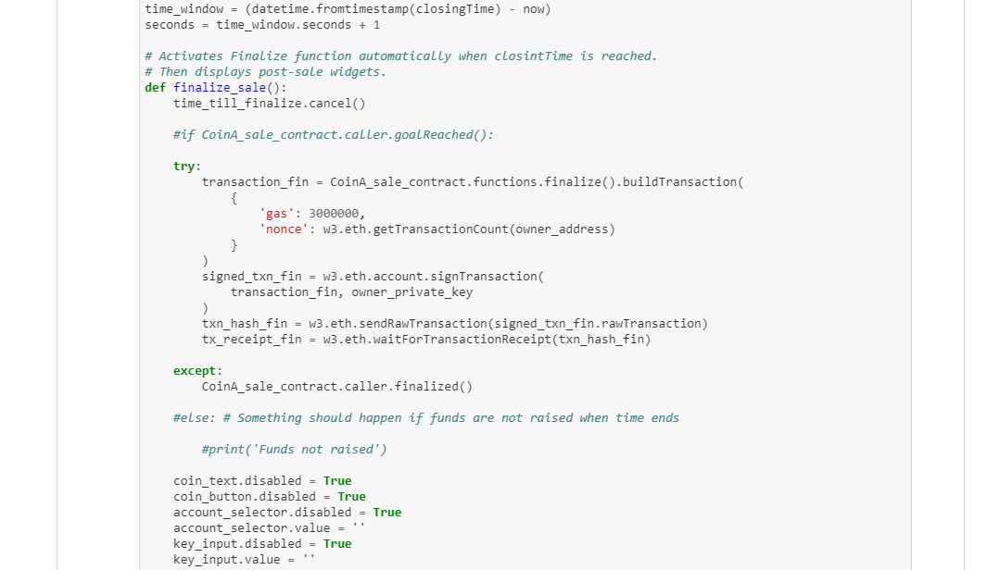 time_window = (datetime.fromtimestamp(closingTime) - now)
seconds = time_window.seconds + 1

# Activates Finalize function automatically when closintTime is reached.
# Then displays post-sale widgets.
def finalize_sale():
    time_till_finalize.cancel()

    #if CoinA_sale_contract.caller.goalReached():

    try:
        transaction_fin = CoinA_sale_contract.functions.finalize().buildTransaction(
            {
                'gas': 3000000,
                'nonce': w3.eth.getTransactionCount(owner_address)
            }
        )
        signed_txn_fin = w3.eth.account.signTransaction(
            transaction_fin, owner_private_key
        )
        txn_hash_fin = w3.eth.sendRawTransaction(signed_txn_fin.rawTransaction)
        tx_receipt_fin = w3.eth.waitForTransactionReceipt(txn_hash_fin)

    except:
        CoinA_sale_contract.caller.finalized()

    #else: # Something should happen if funds are not raised when time ends

        #print('Funds not raised')

    coin_text.disabled = True
    coin_button.disabled = True
    account_selector.disabled = True
    account_selector.value = ''
    key_input.disabled = True
    key_input.value = ''